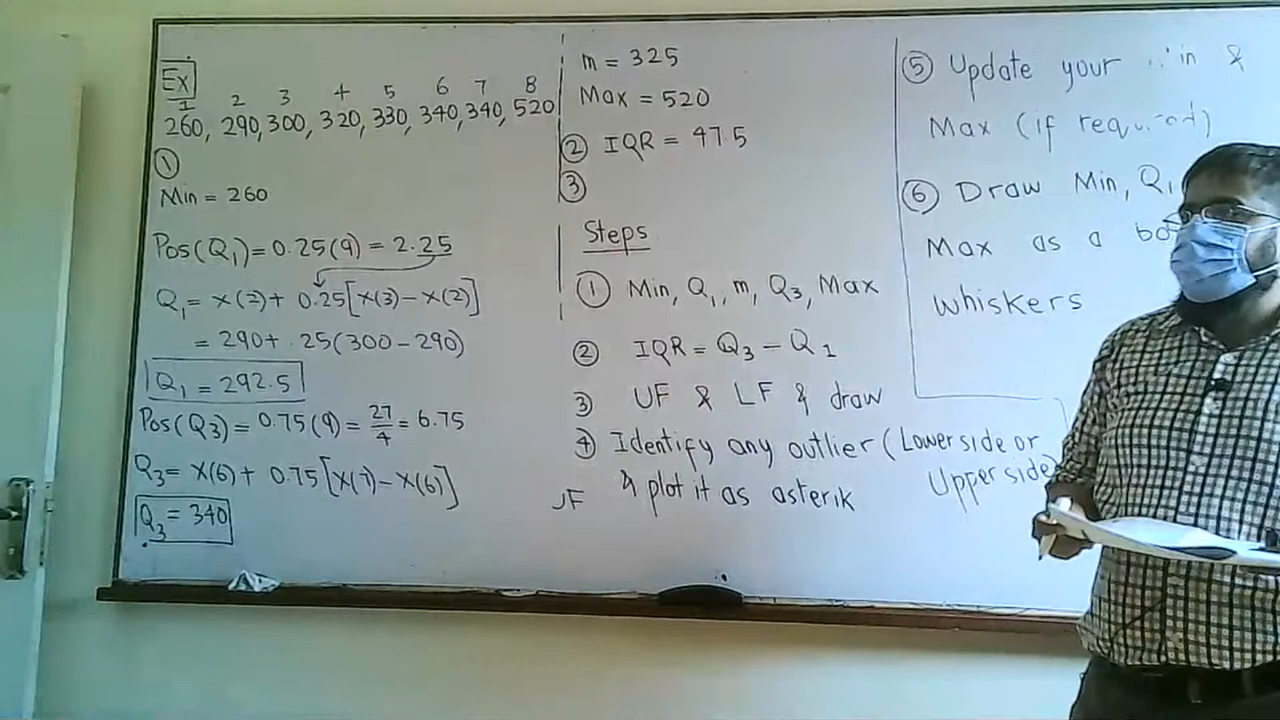 Ex
1 2 3 4 5 6 7 8
260, 290, 300, 320, 330, 340, 340, 520
①
Min = 260
Pos(Q₁) = 0.25(9) = 2.25
Q₁ = x(2) + 0.25[x(3) - x(2)]
= 290 + .25(300 - 290)
Q₁ = 292.5
Pos(Q₃) = 0.75(9) = 27/4 = 6.75
Q₃ = x(6) + 0.75[x(7) - x(6)]
Q₃ = 340
m = 325
Max = 520
② IQR = 47.5
③
Steps
① Min, Q₁, m, Q₃, Max
② IQR = Q₃ - Q₁
③ UF & LF & draw
④ Identify any outlier (Lower side or
Upper side)
& plot it as asterik
UF
⑤ Update your in &
Max (if required)
⑥ Draw Min, Q₁
Max as a
whiskers